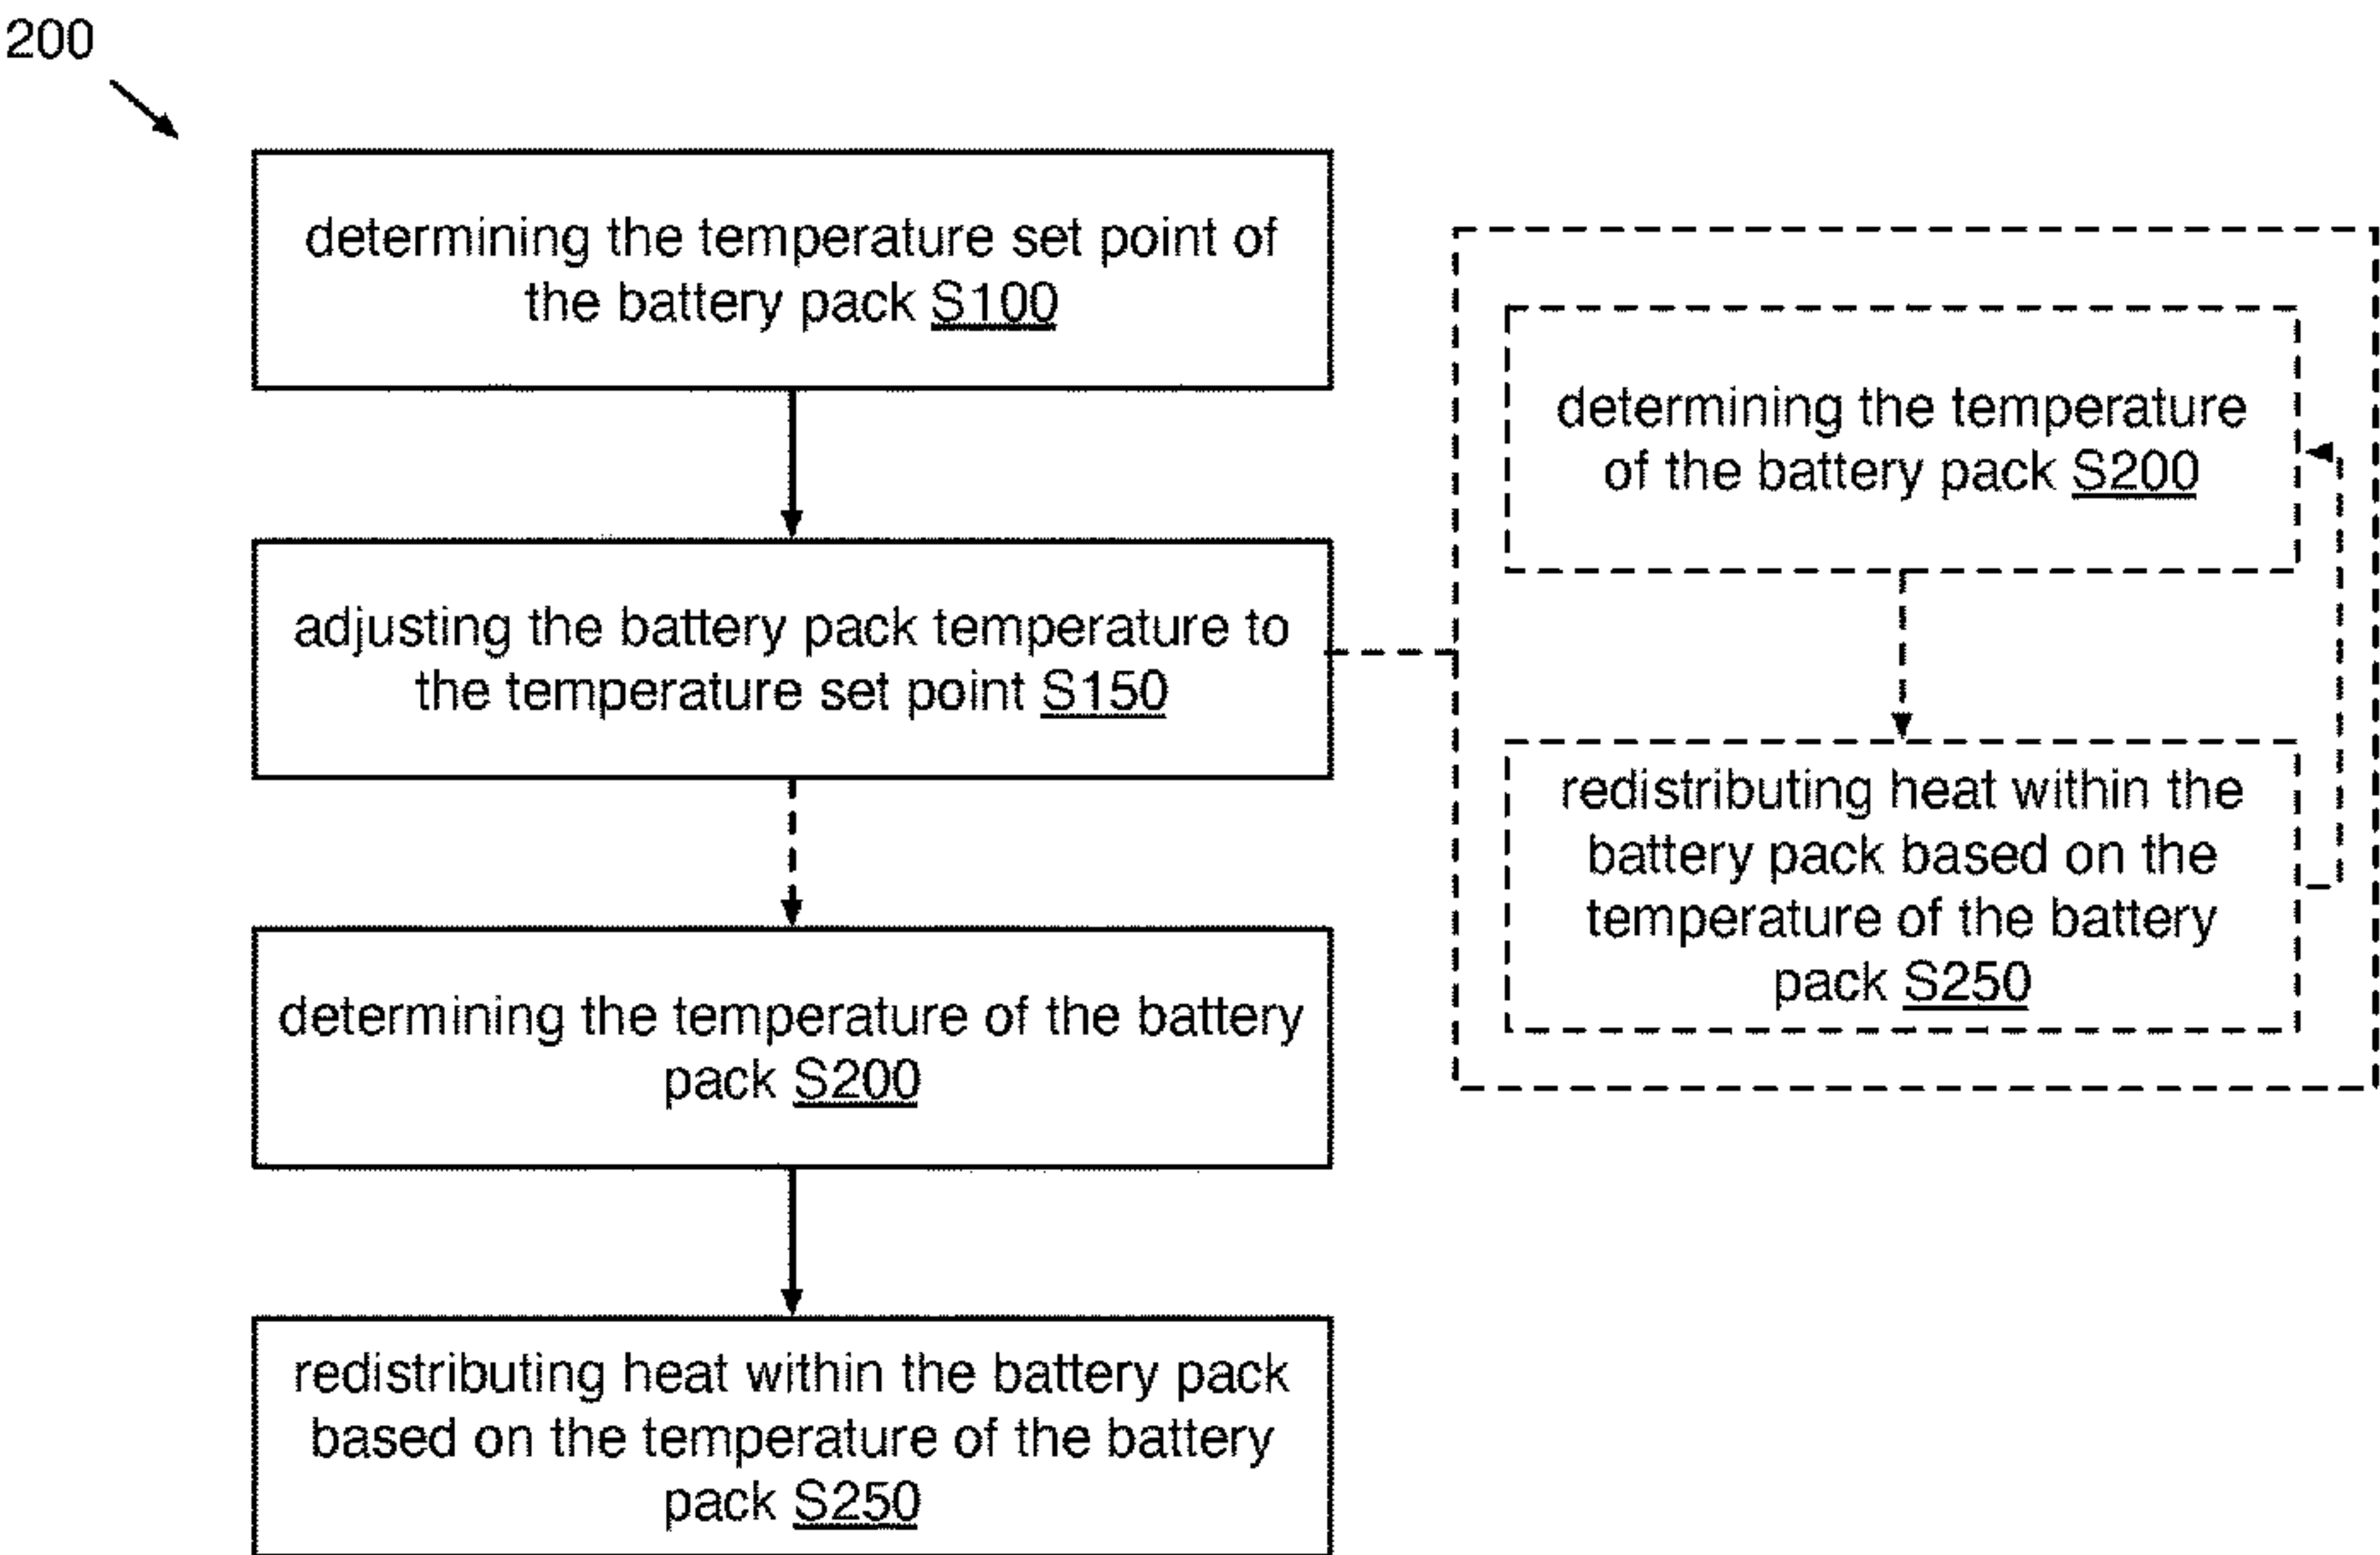 200
determining the temperature set point of
the battery pack S100
adjusting the battery pack temperature to
the temperature set point S150
determining the temperature of the battery
pack S200
redistributing heat within the battery pack
based on the temperature of the battery
pack S250
determining the temperature
of the battery pack S200
redistributing heat within the
battery pack based on the
temperature of the battery
pack S250